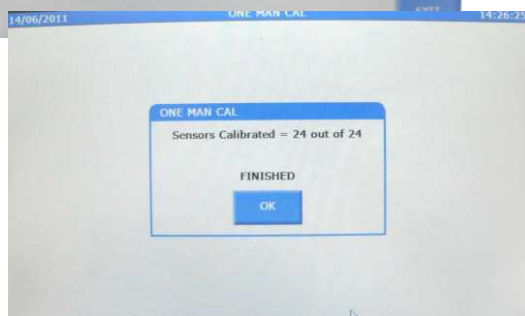 EXIT
14/06/2011 ONE MAN CAL 14:26:25
ONE MAN CAL
Sensors Calibrated = 24 out of 24
FINISHED
OK